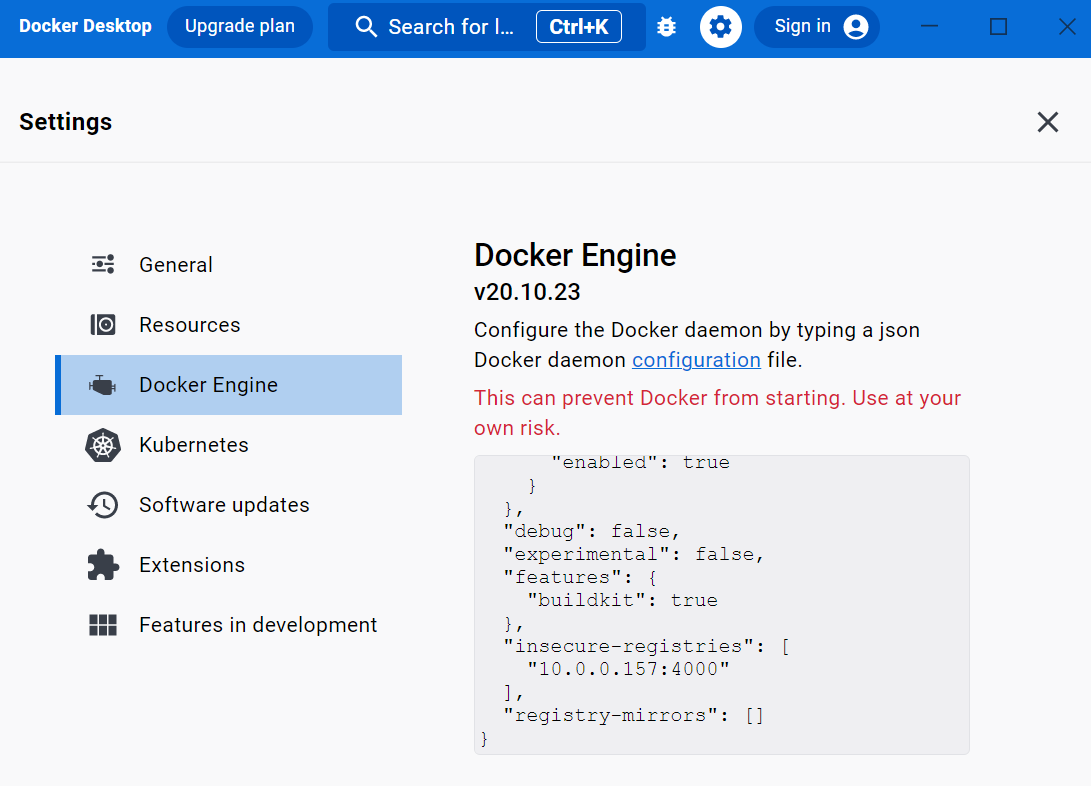 Docker Desktop Upgrade plan Search for l... Ctrl+K Sign in
Settings
General
Resources
Docker Engine
Kubernetes
Software updates
Extensions
Features in development
Docker Engine
v20.10.23
Configure the Docker daemon by typing a json
Docker daemon configuration file.
This can prevent Docker from starting. Use at your
own risk.
      "enabled": true
    }
  },
  "debug": false,
  "experimental": false,
  "features": {
    "buildkit": true
  },
  "insecure-registries": [
    "10.0.0.157:4000"
  ],
  "registry-mirrors": []
}